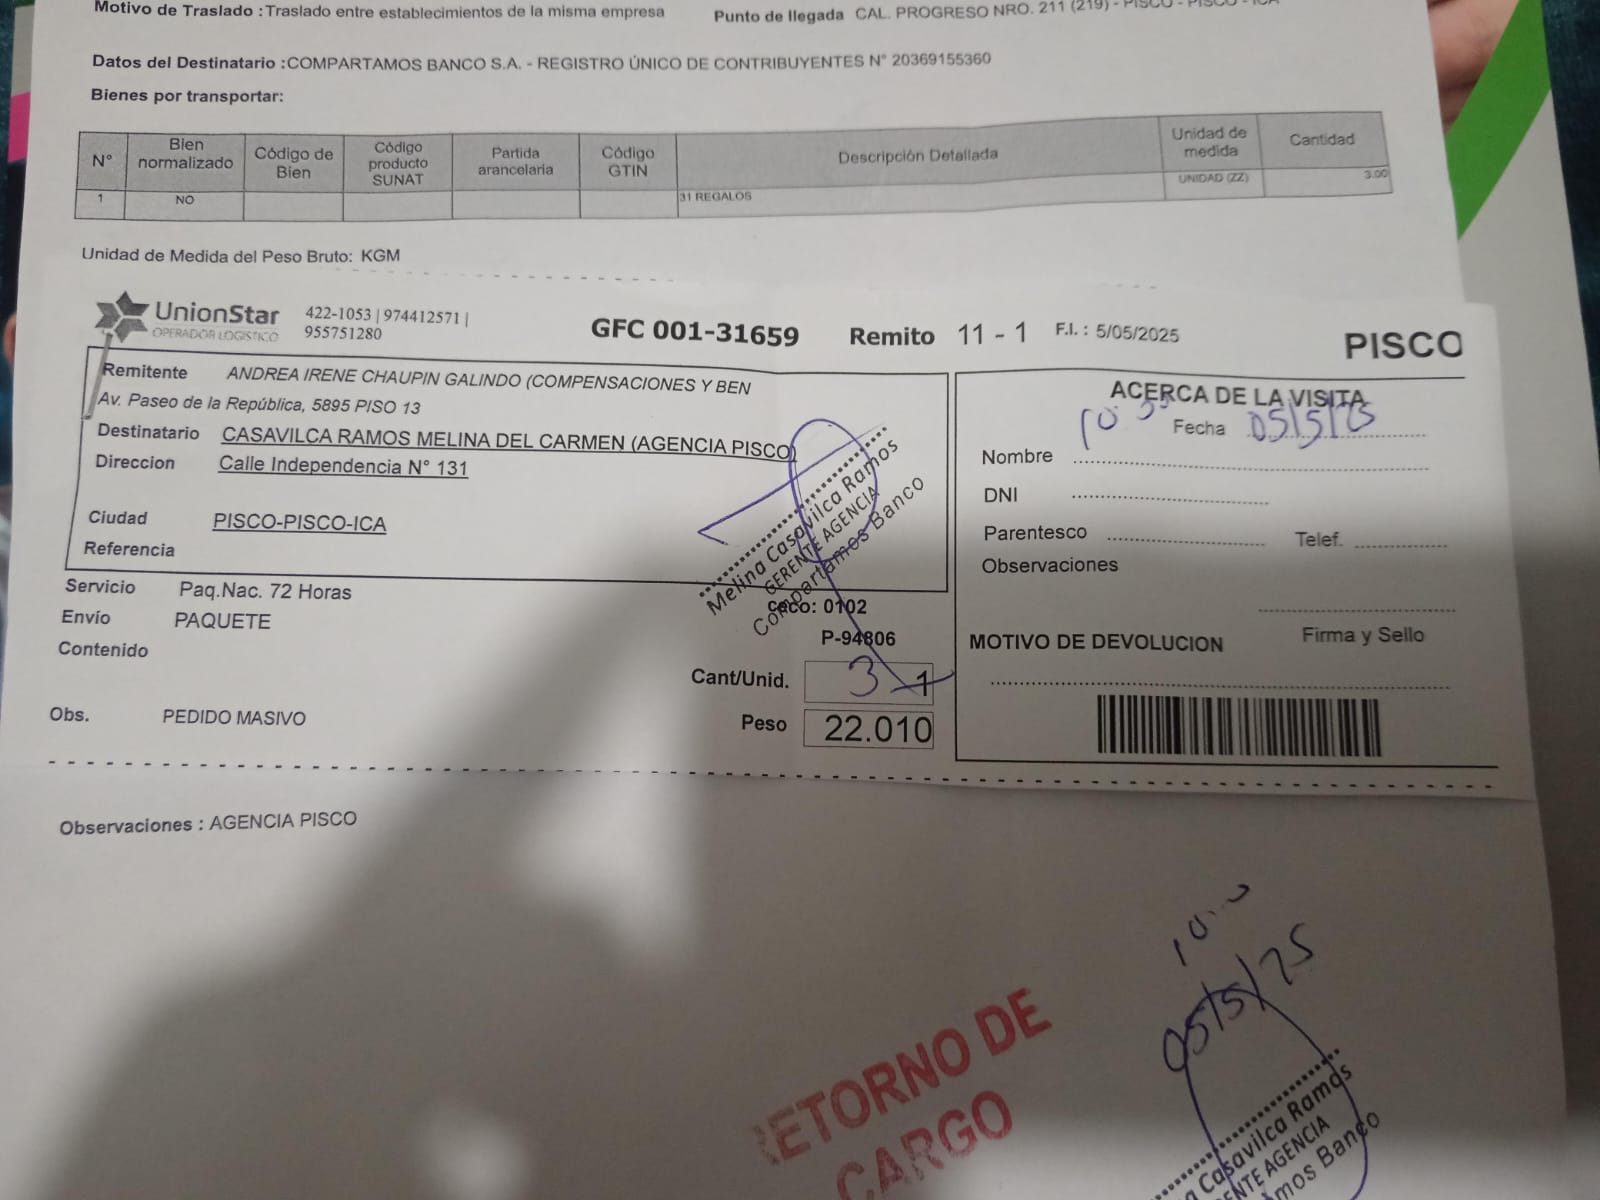 Motivo de Traslado : Traslado entre establecimientos de la misma empresa
Punto de llegada CAL. PROGRESO NRO. 211 (219) - PISCO - PISCO - ICA
Datos del Destinatario : COMPARTAMOS BANCO S.A. - REGISTRO ÚNICO DE CONTRIBUYENTES N° 20369155360
Bienes por transportar:
N° Bien normalizado Código de Bien Código producto SUNAT Partida arancelaria Código GTIN Descripción Detallada Unidad de medida Cantidad
1 NO 31 REGALOS UNIDAD (ZZ) 3.00
Unidad de Medida del Peso Bruto: KGM
UnionStar
OPERADOR LOGISTICO
422-1053 | 974412571 |
955751280
GFC 001-31659 Remito 11 - 1 F.I. : 5/05/2025 PISCO
Remitente ANDREA IRENE CHAUPIN GALINDO (COMPENSACIONES Y BEN
Av. Paseo de la República, 5895 PISO 13
Destinatario CASAVILCA RAMOS MELINA DEL CARMEN (AGENCIA PISCO)
Direccion Calle Independencia N° 131
Ciudad PISCO-PISCO-ICA
Referencia
Melina Casavilca Ramos
GERENTE AGENCIA
Compartamos Banco
Servicio Paq.Nac. 72 Horas
Envío PAQUETE
Contenido
ceco: 0102
P-94806
Cant/Unid. 3 1
Peso 22.010
Obs. PEDIDO MASIVO
ACERCA DE LA VISITA
Fecha 05/5/25
Nombre
DNI
Parentesco Telef.
Observaciones
Firma y Sello
MOTIVO DE DEVOLUCION
Observaciones : AGENCIA PISCO
05/5/25
RETORNO DE
CARGO
Casavilca Ramos
ENTE AGENCIA
mos Banco